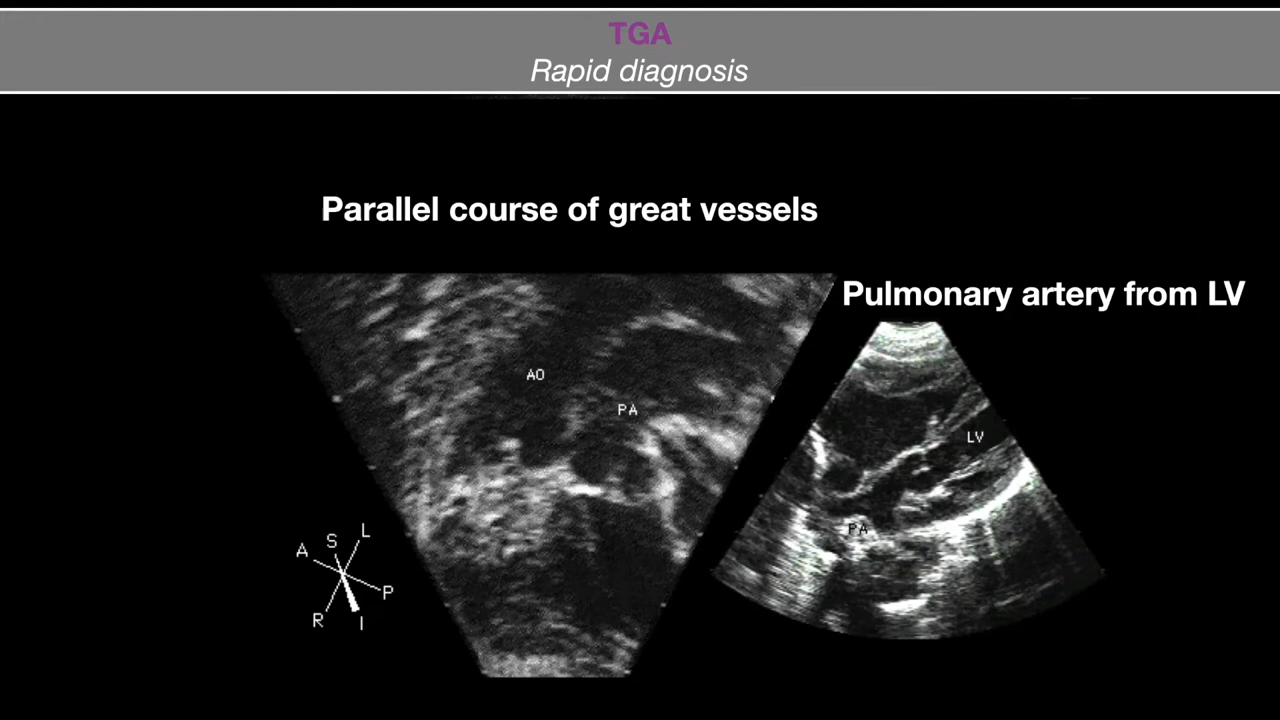 TGA
Rapid diagnosis
Parallel course of great vessels
Pulmonary artery from LV
AO
PA
LV
PA
A S L
P
R I